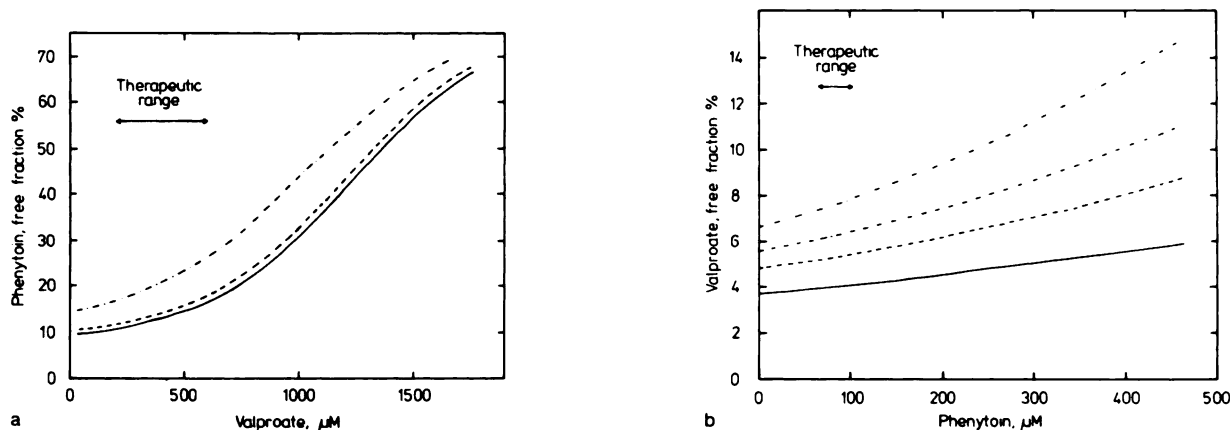 70
60
50
40
30
20
10
0
Phenytoin, free fraction %
Therapeutic
range
0 500 1000 1500
Valproate, µM
a
14
12
10
8
6
4
2
0
Valproate, free fraction %
Therapeutic
range
0 100 200 300 400 500
Phenytoin, µM
b